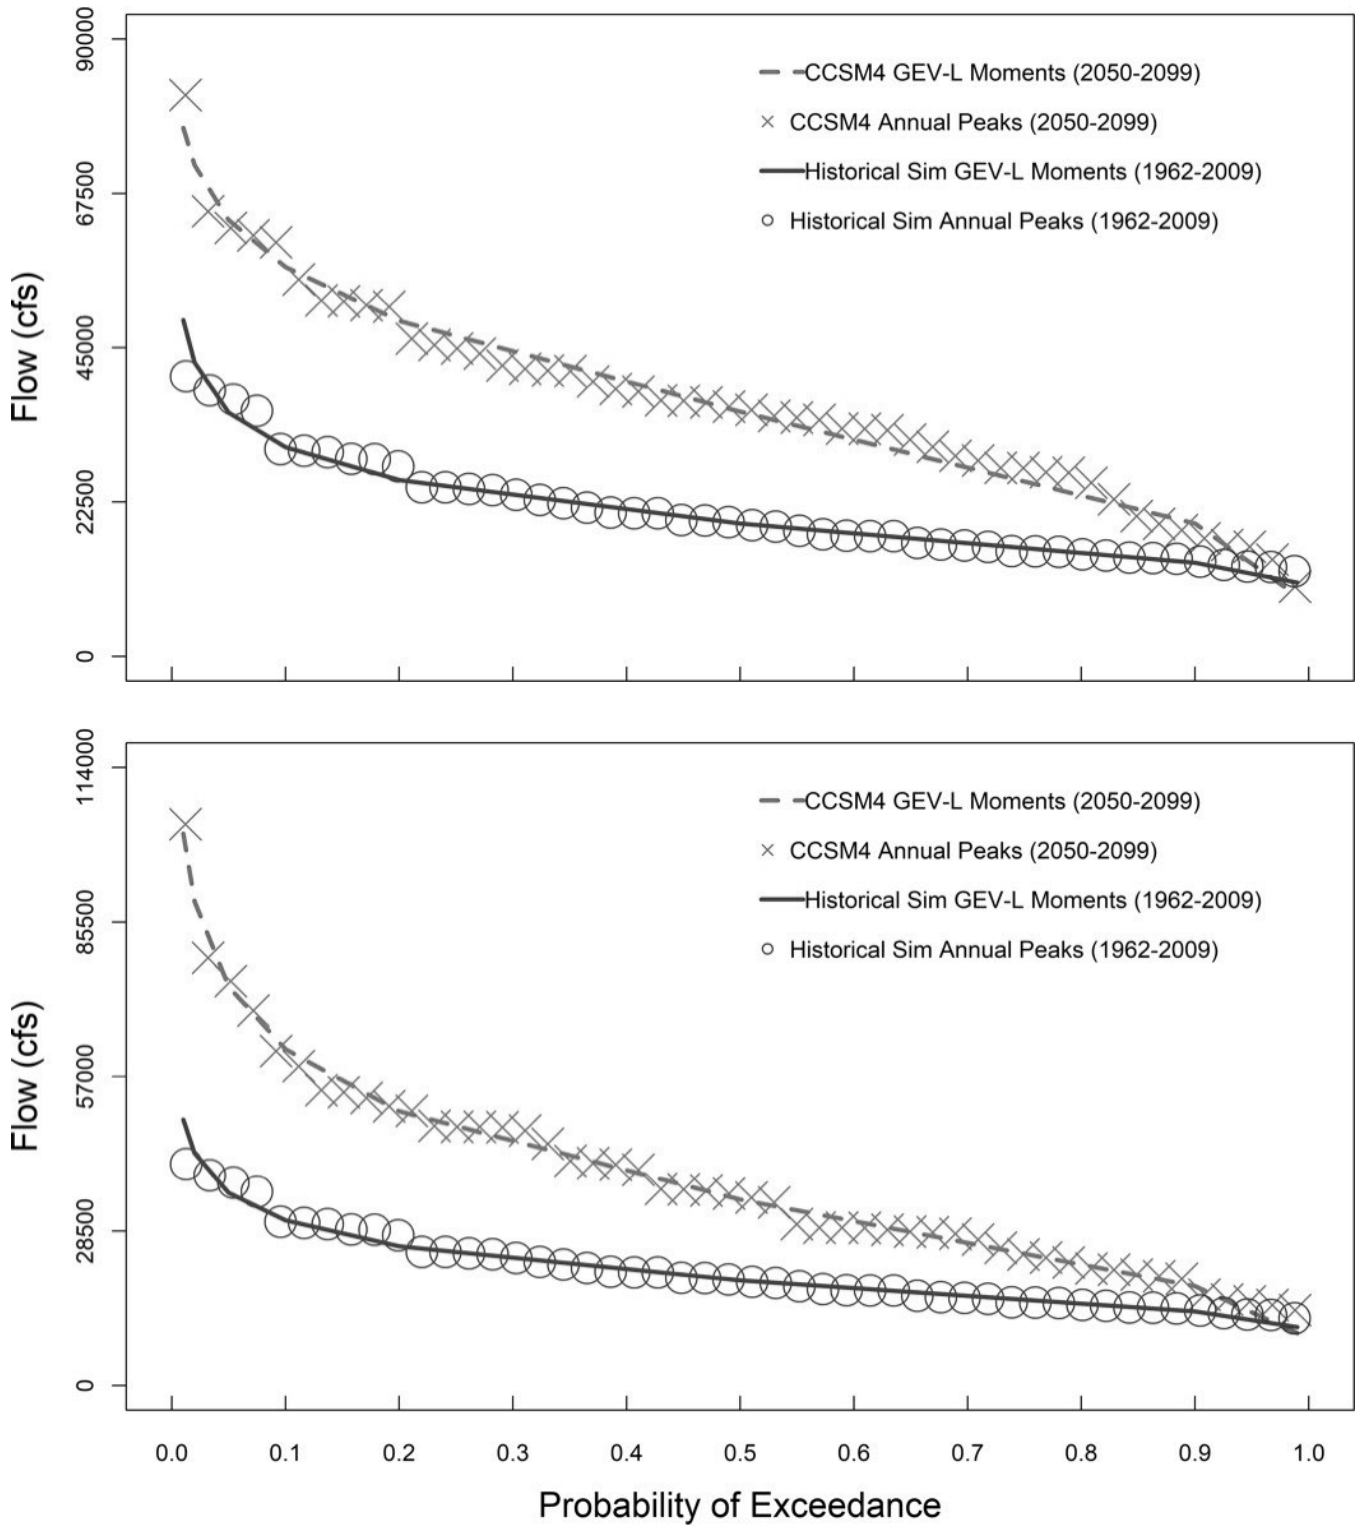 90000
67500
45000
22500
0
Flow (cfs)
CCSM4 GEV-L Moments (2050-2099)
CCSM4 Annual Peaks (2050-2099)
Historical Sim GEV-L Moments (1962-2009)
Historical Sim Annual Peaks (1962-2009)
114000
85500
57000
28500
0
Flow (cfs)
CCSM4 GEV-L Moments (2050-2099)
CCSM4 Annual Peaks (2050-2099)
Historical Sim GEV-L Moments (1962-2009)
Historical Sim Annual Peaks (1962-2009)
0.0 0.1 0.2 0.3 0.4 0.5 0.6 0.7 0.8 0.9 1.0
Probability of Exceedance